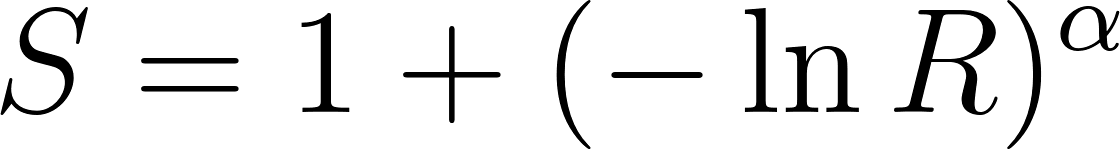 S = 1 + (− ln R)^α